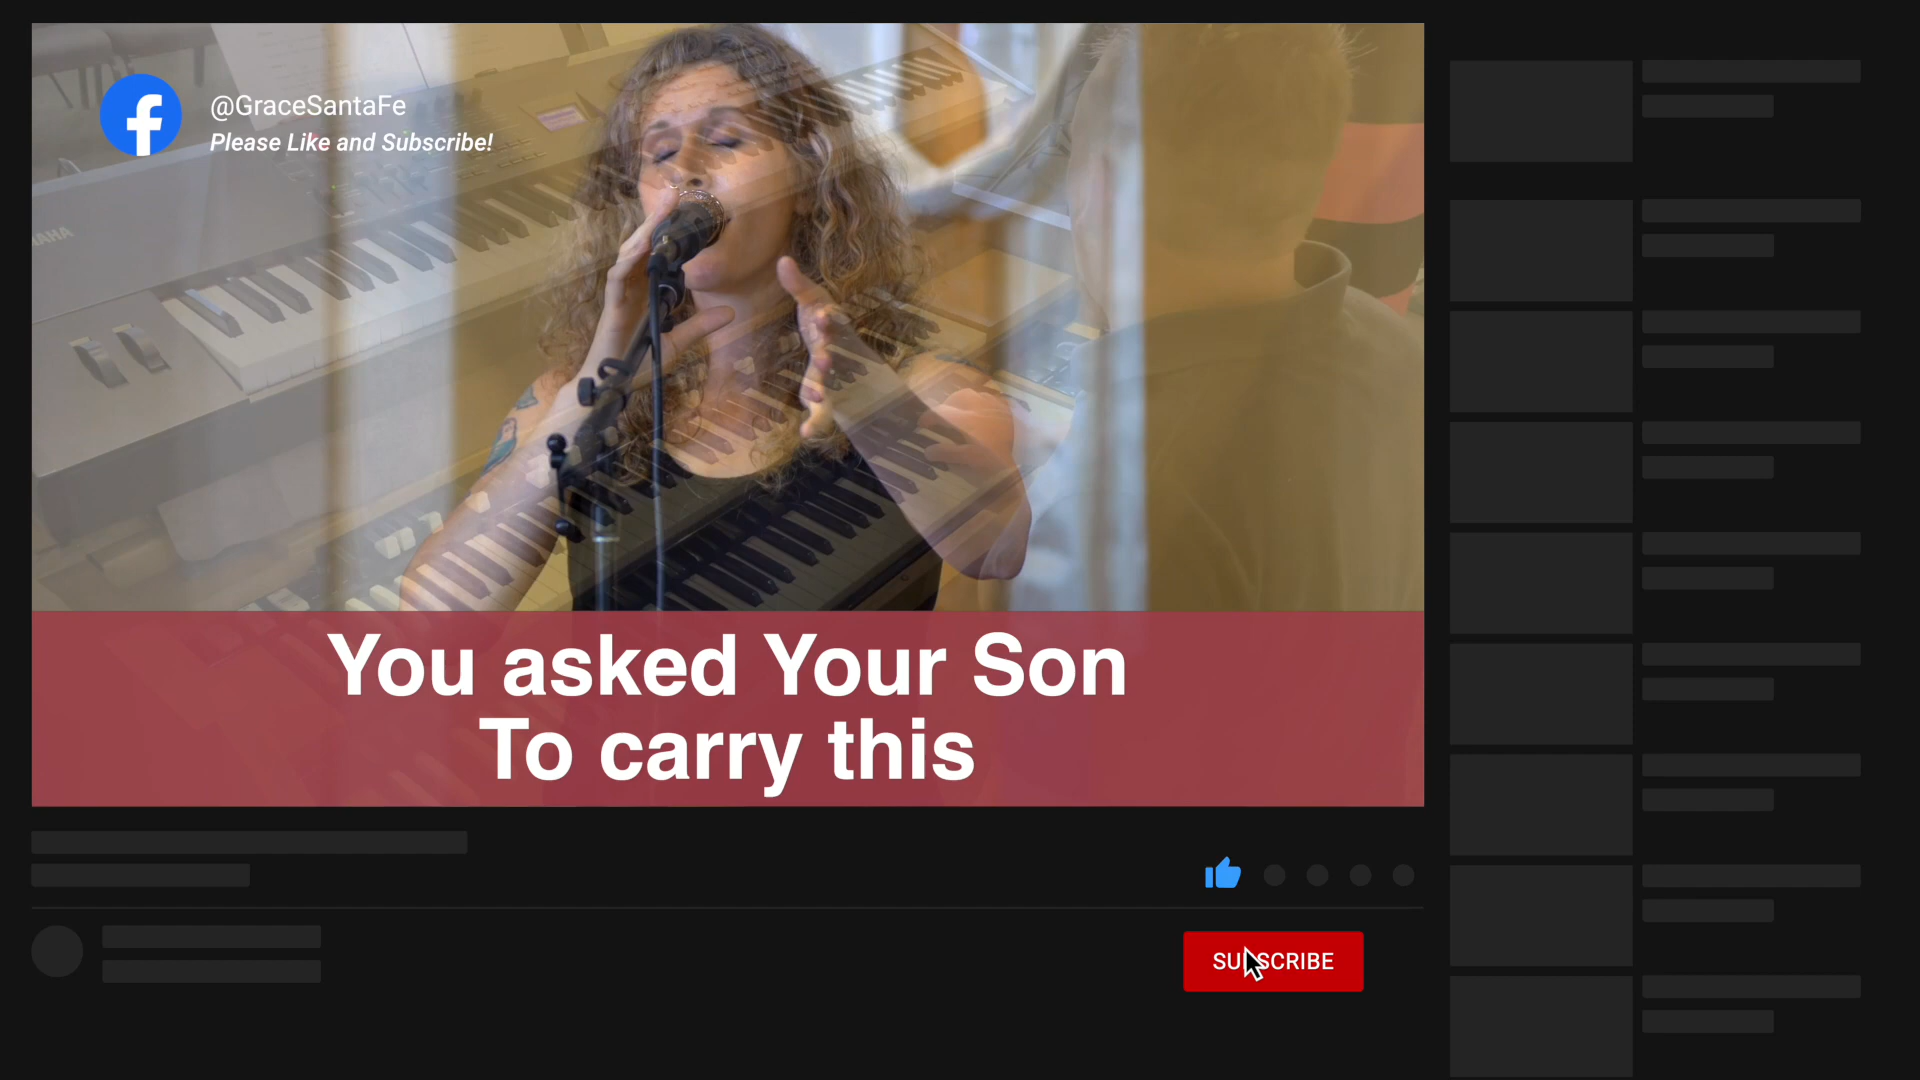 @GraceSantaFe
Please Like and Subscribe!
You asked Your Son
To carry this
SUBSCRIBE